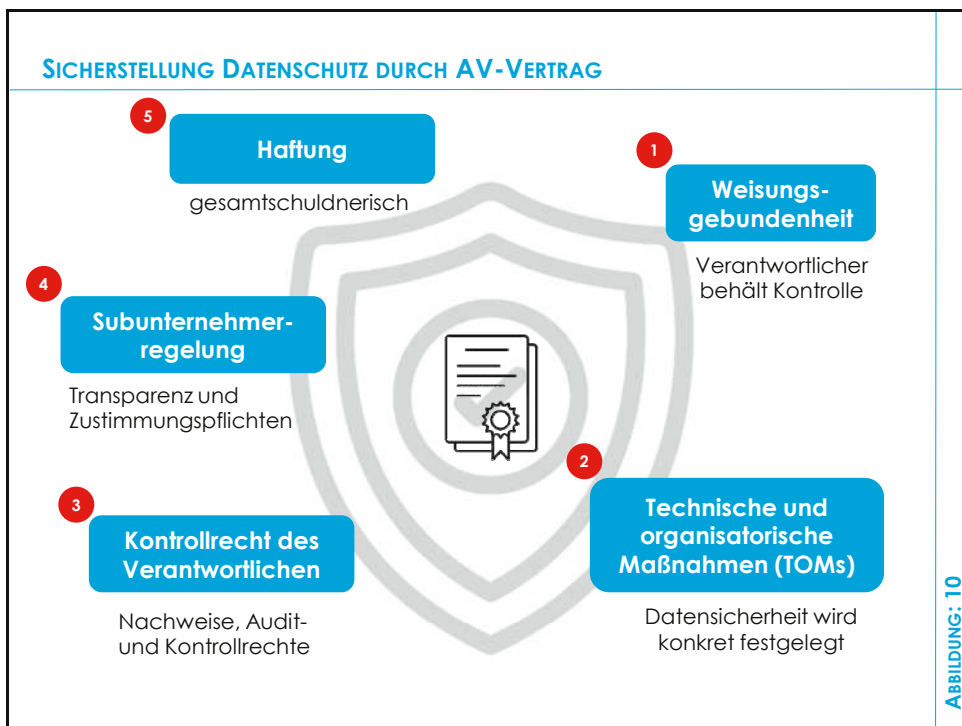 SICHERSTELLUNG DATENSCHUTZ DURCH AV-VERTRAG
5
Haftung
gesamtschuldnerisch
1
Weisungs-
gebundenheit
Verantwortlicher
behält Kontrolle
4
Subunternehmer-
regelung
Transparenz und
Zustimmungspflichten
2
Technische und
organisatorische
Maßnahmen (TOMs)
Datensicherheit wird
konkret festgelegt
3
Kontrollrecht des
Verantwortlichen
Nachweise, Audit-
und Kontrollrechte
ABBILDUNG: 10